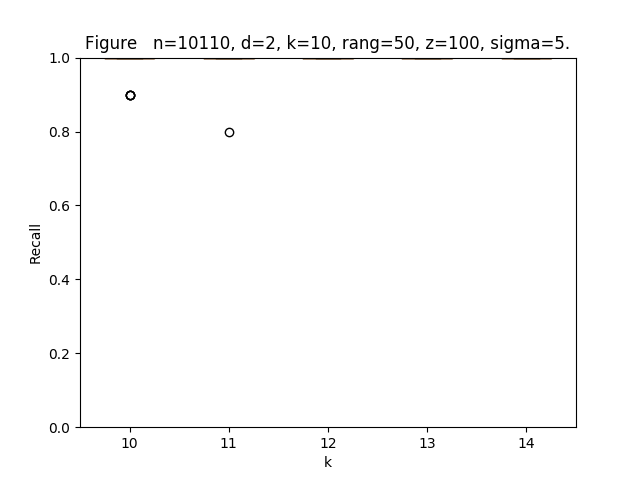 Figure   n=10110, d=2, k=10, rang=50, z=100, sigma=5.
1.0
0.8
0.6
0.4
0.2
0.0
Recall
10 11 12 13 14
k